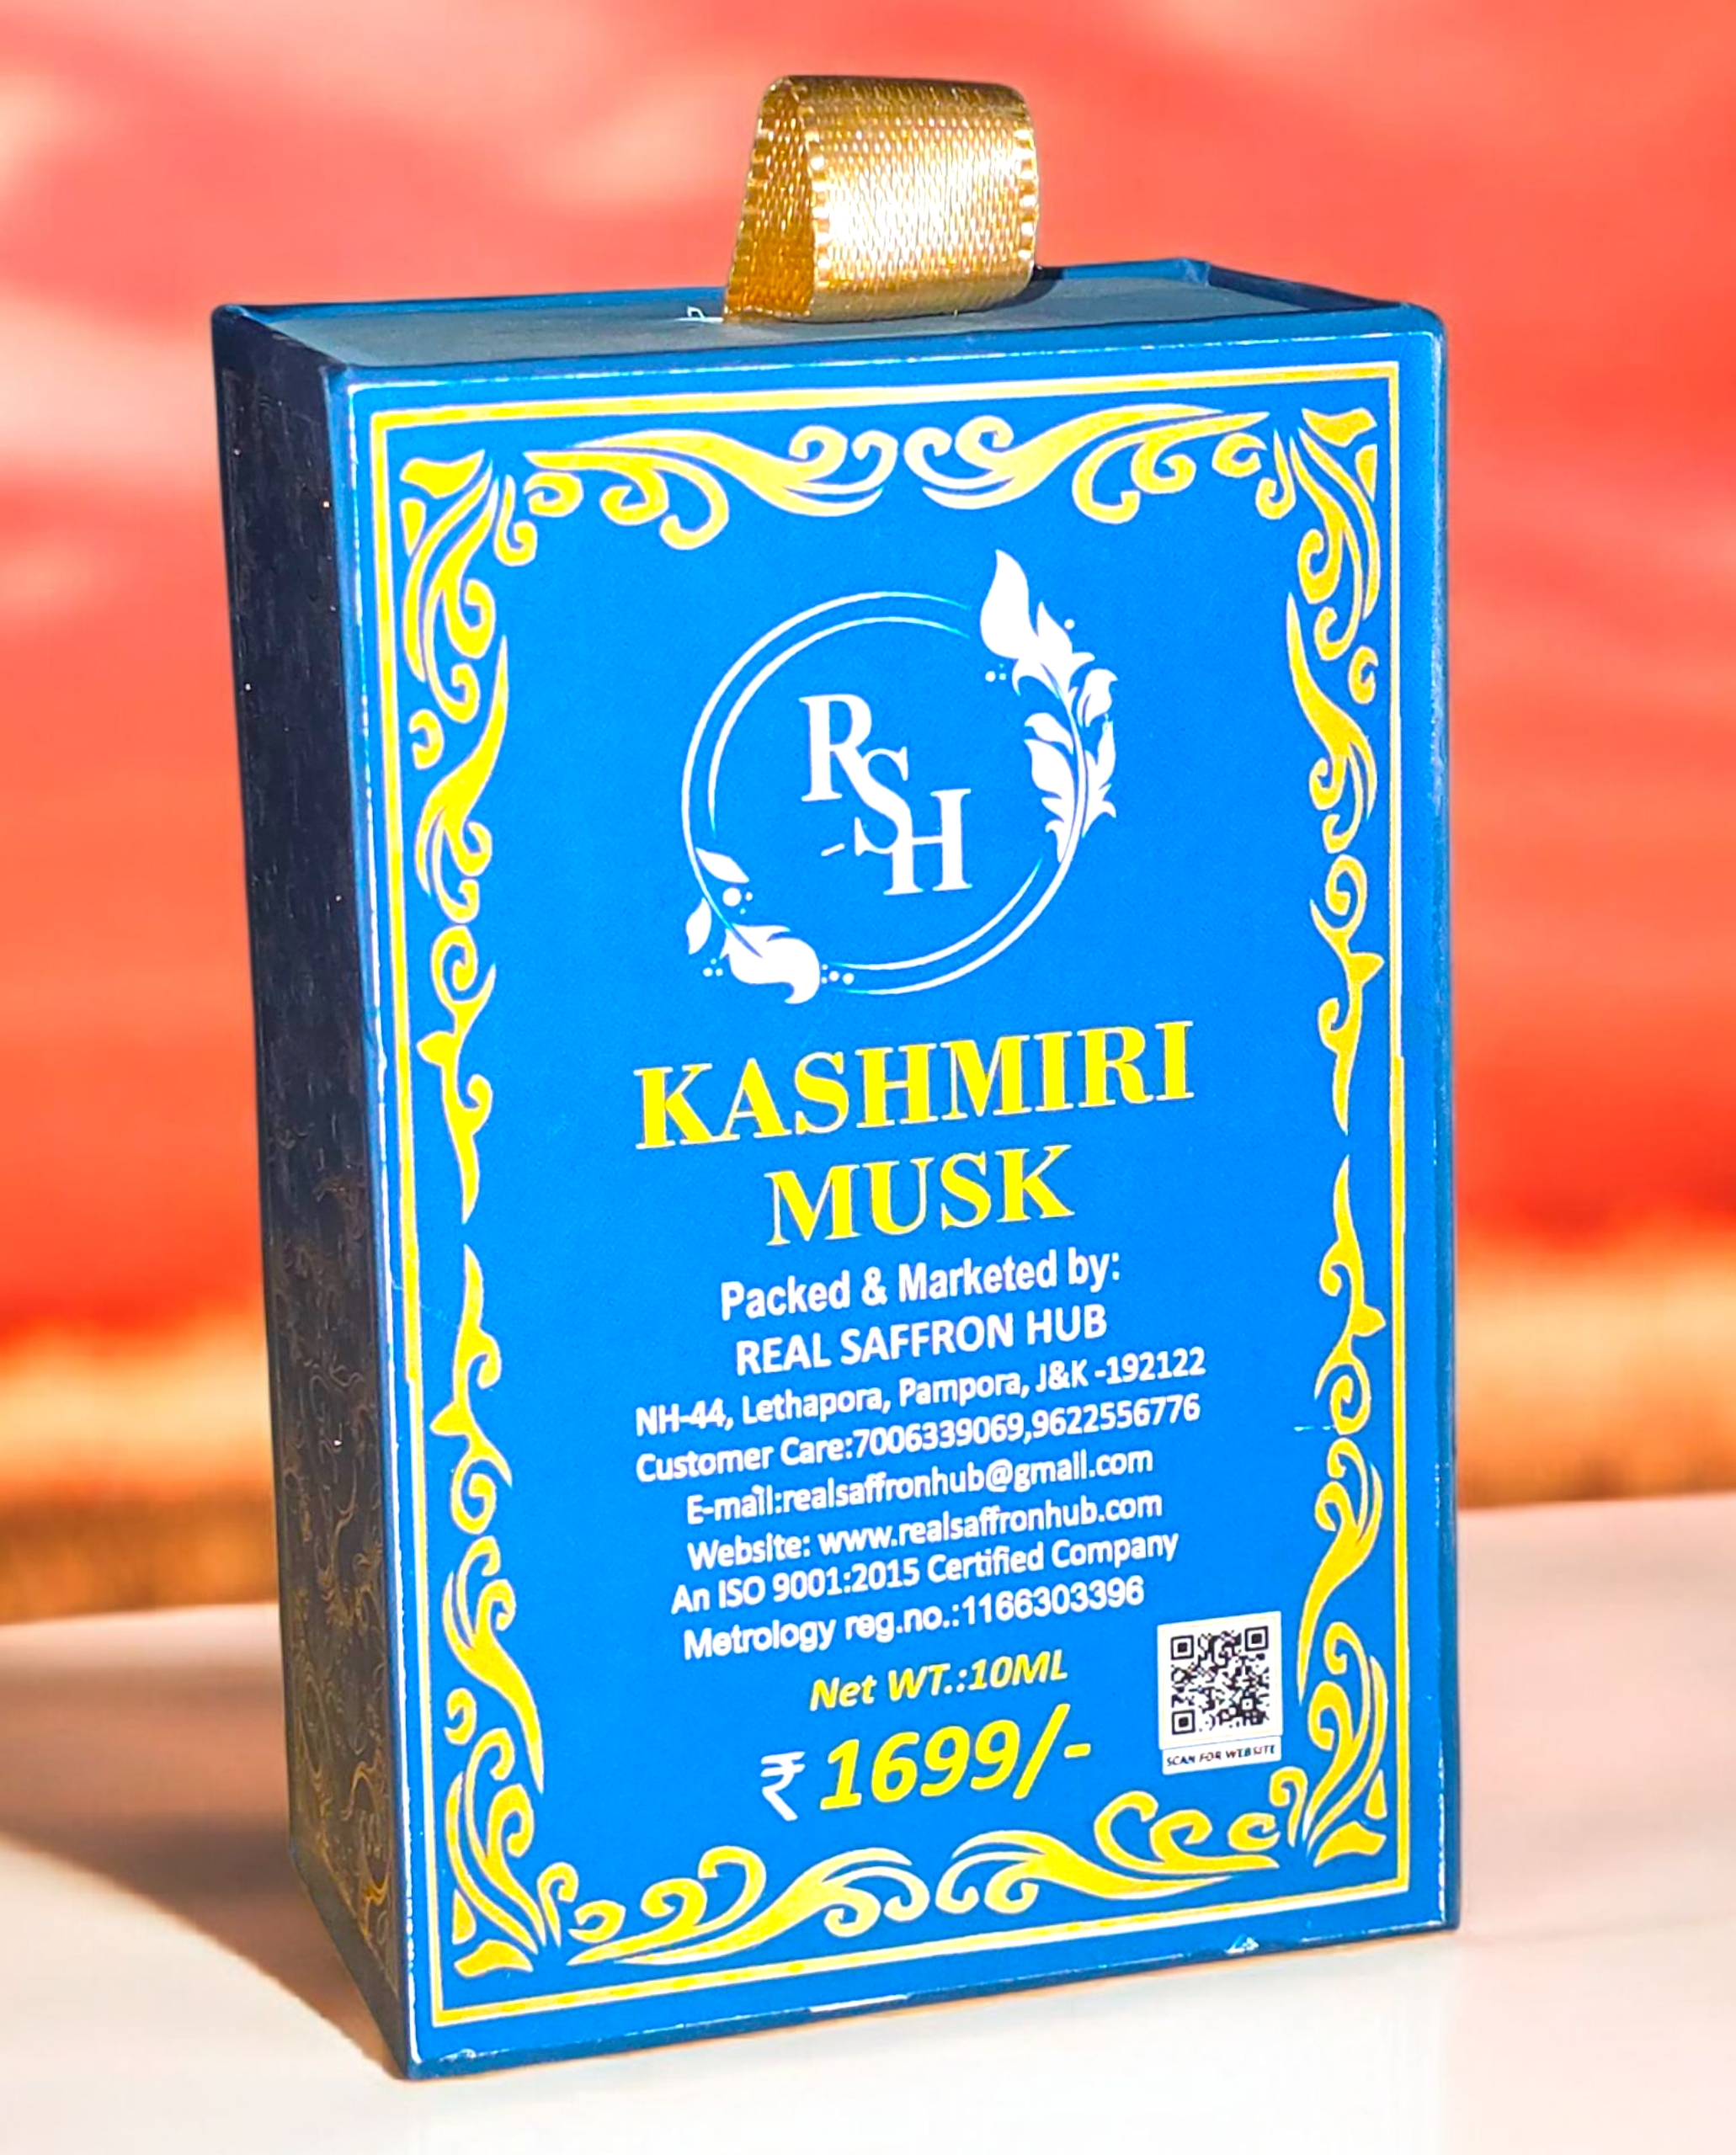 RSH
KASHMIRI
MUSK
Packed & Marketed by:
REAL SAFFRON HUB
NH-44, Lethapora, Pampora, J&K -192122
Customer Care:7006339069,9622556776
E-mail:realsaffronhub@gmail.com
Website: www.realsaffronhub.com
An ISO 9001:2015 Certified Company
Metrology reg.no.:1166303396
Net WT.:10ML
₹ 1699/-
SCAN FOR WEBSITE